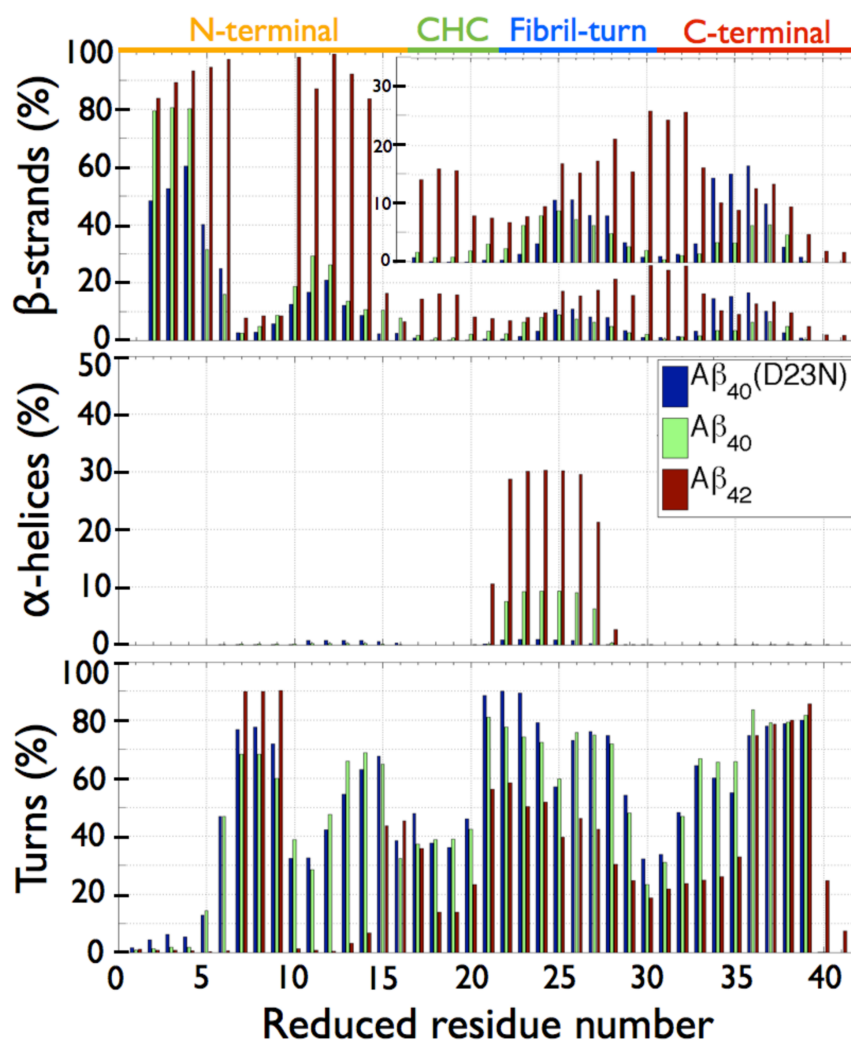 N-terminal CHC Fibril-turn C-terminal
β-strands (%)
100
80
60
40
20
0
30
20
10
0
α-helices (%)
50
40
30
20
10
0
Aβ40(D23N)
Aβ40
Aβ42
Turns (%)
100
80
60
40
20
0
0 5 10 15 20 25 30 35 40
Reduced residue number